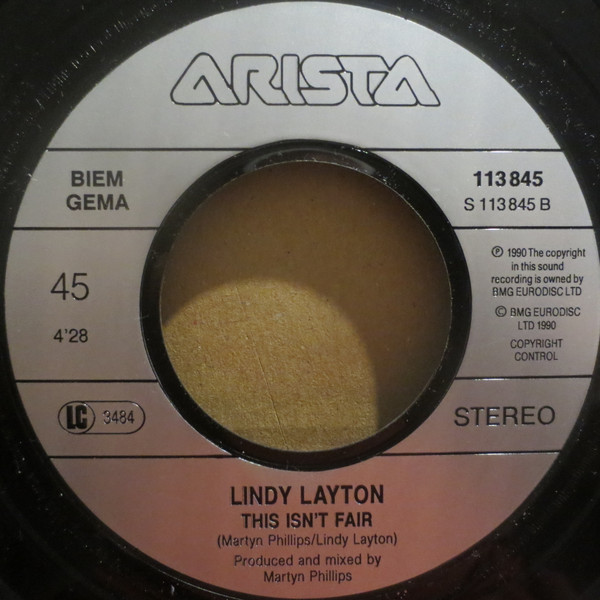 ARISTA
BIEM
GEMA
113 845
S 113 845 B
45
4'28
℗ 1990 The copyright
in this sound
recording is owned by
BMG EURODISC LTD
© BMG EURODISC
LTD 1990
COPYRIGHT
CONTROL
LC 3484
STEREO
LINDY LAYTON
THIS ISN'T FAIR
(Martyn Phillips/Lindy Layton)
Produced and mixed by
Martyn Phillips